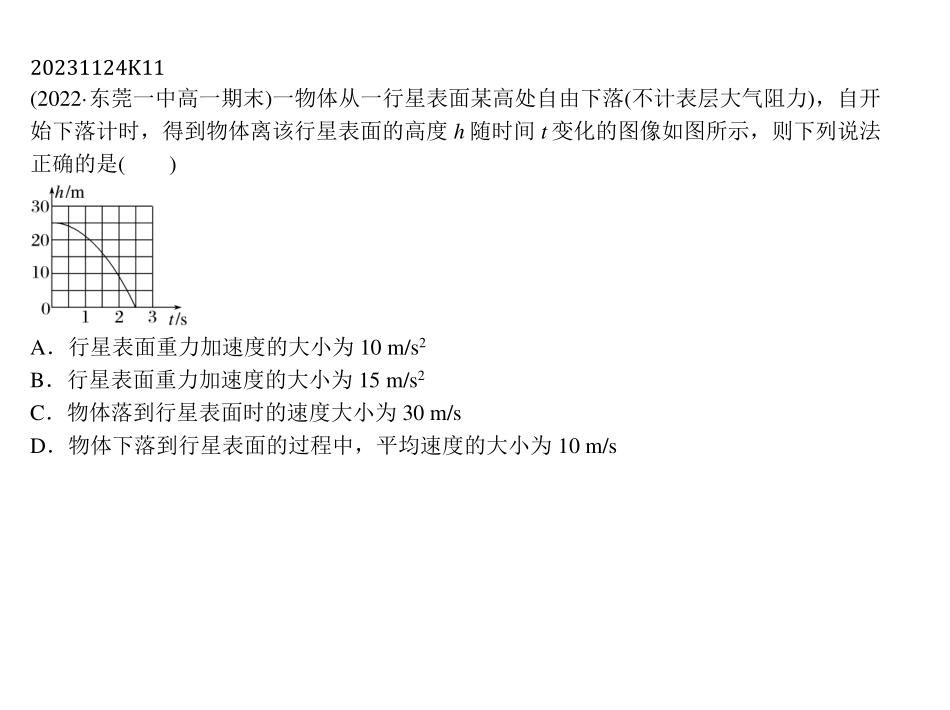 20231124K11
(2022·东莞一中高一期末)一物体从一行星表面某高处自由下落(不计表层大气阻力)，自开
始下落计时，得到物体离该行星表面的高度 h 随时间 t 变化的图像如图所示，则下列说法
正确的是(　　)
h/m
30
20
10
0
1 2 3 t/s
A．行星表面重力加速度的大小为 10 m/s²
B．行星表面重力加速度的大小为 15 m/s²
C．物体落到行星表面时的速度大小为 30 m/s
D．物体下落到行星表面的过程中，平均速度的大小为 10 m/s